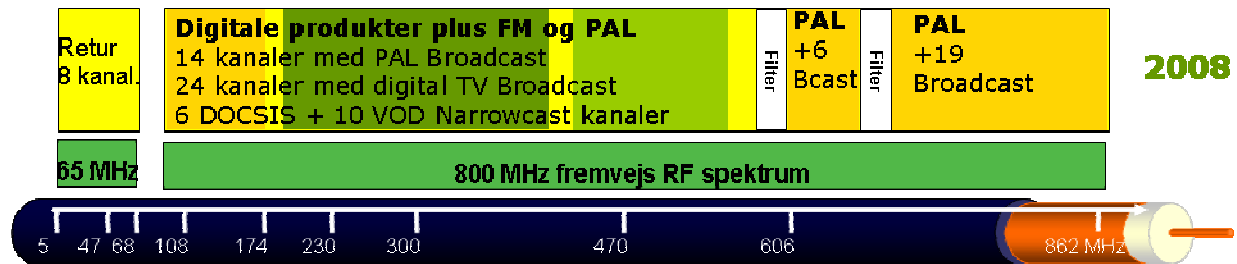 Retur
8 kanal.
Digitale produkter plus FM og PAL
14 kanaler med PAL Broadcast
24 kanaler med digital TV Broadcast
6 DOCSIS + 10 VOD Narrowcast kanaler
Filter
PAL
+6
Bcast
Filter
PAL
+19
Broadcast
2008
65 MHz
800 MHz fremvejs RF spektrum
5 47 68 108 174 230 300 470 606 862 MHz